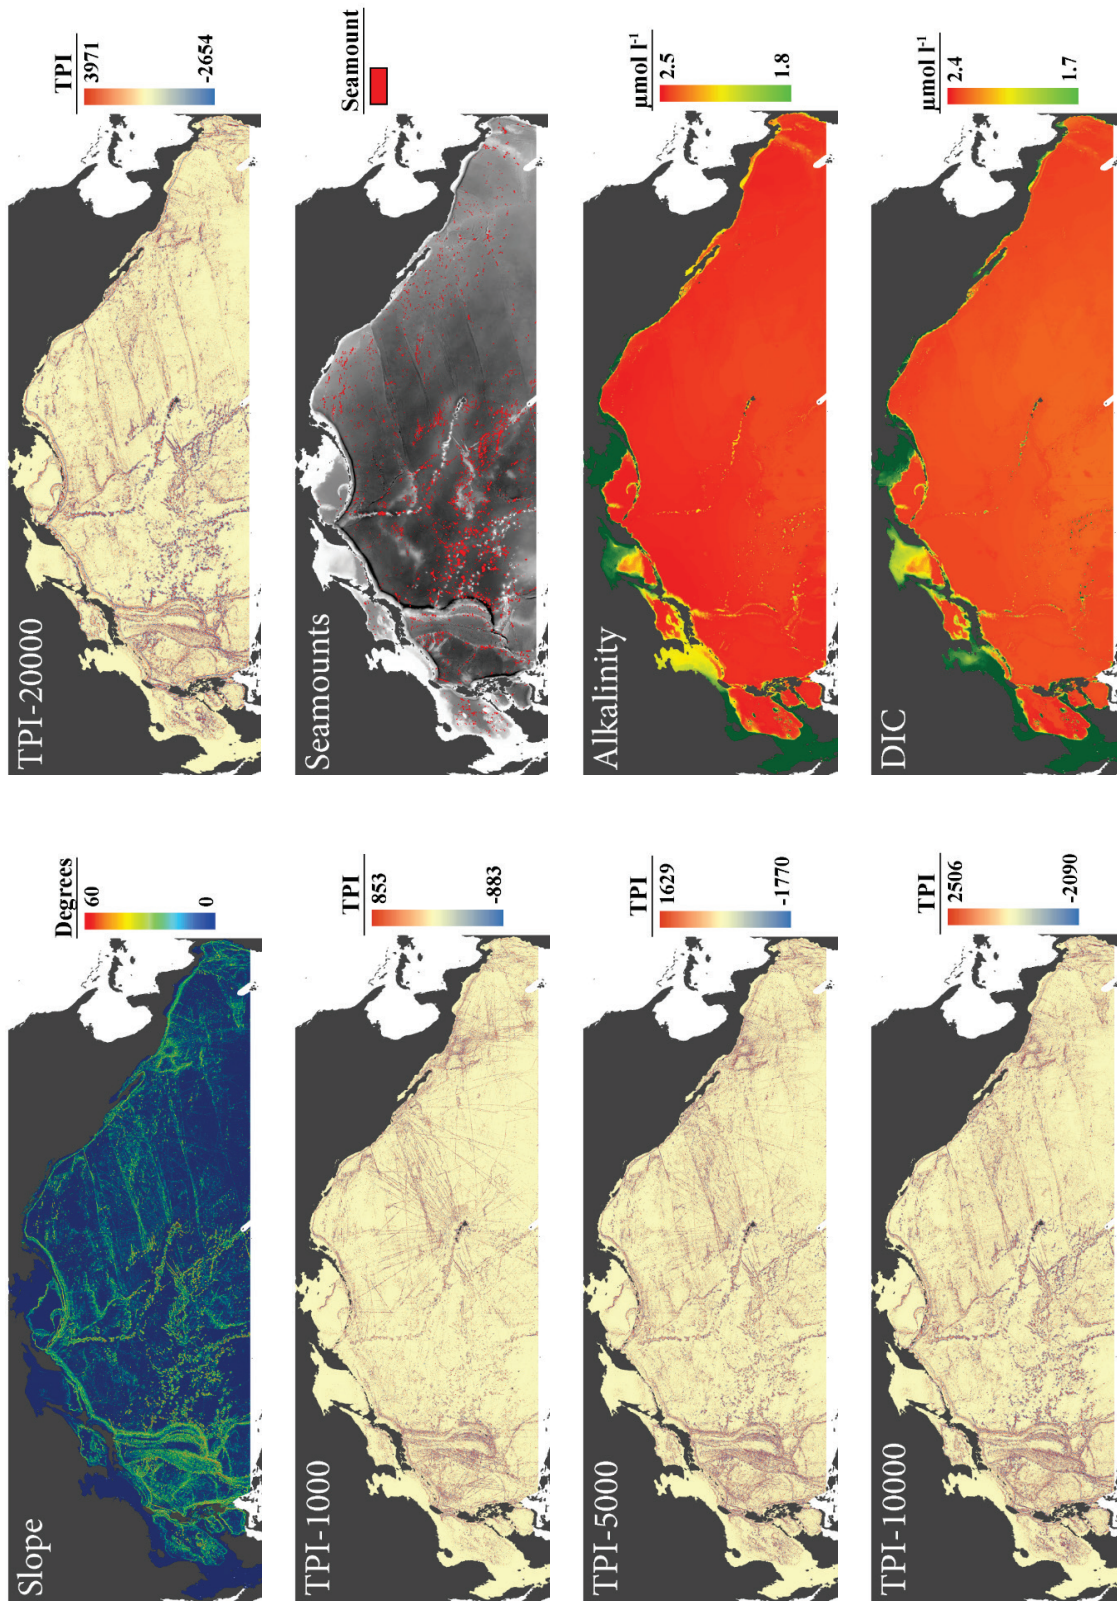 Slope
Degrees
60
0
TPI-20000
TPI
3971
-2654
TPI-1000
TPI
853
-883
Seamounts
Seamount
TPI-5000
TPI
1629
-1770
Alkalinity
µmol l⁻¹
2.5
1.8
TPI-10000
TPI
2506
-2090
DIC
µmol l⁻¹
2.4
1.7